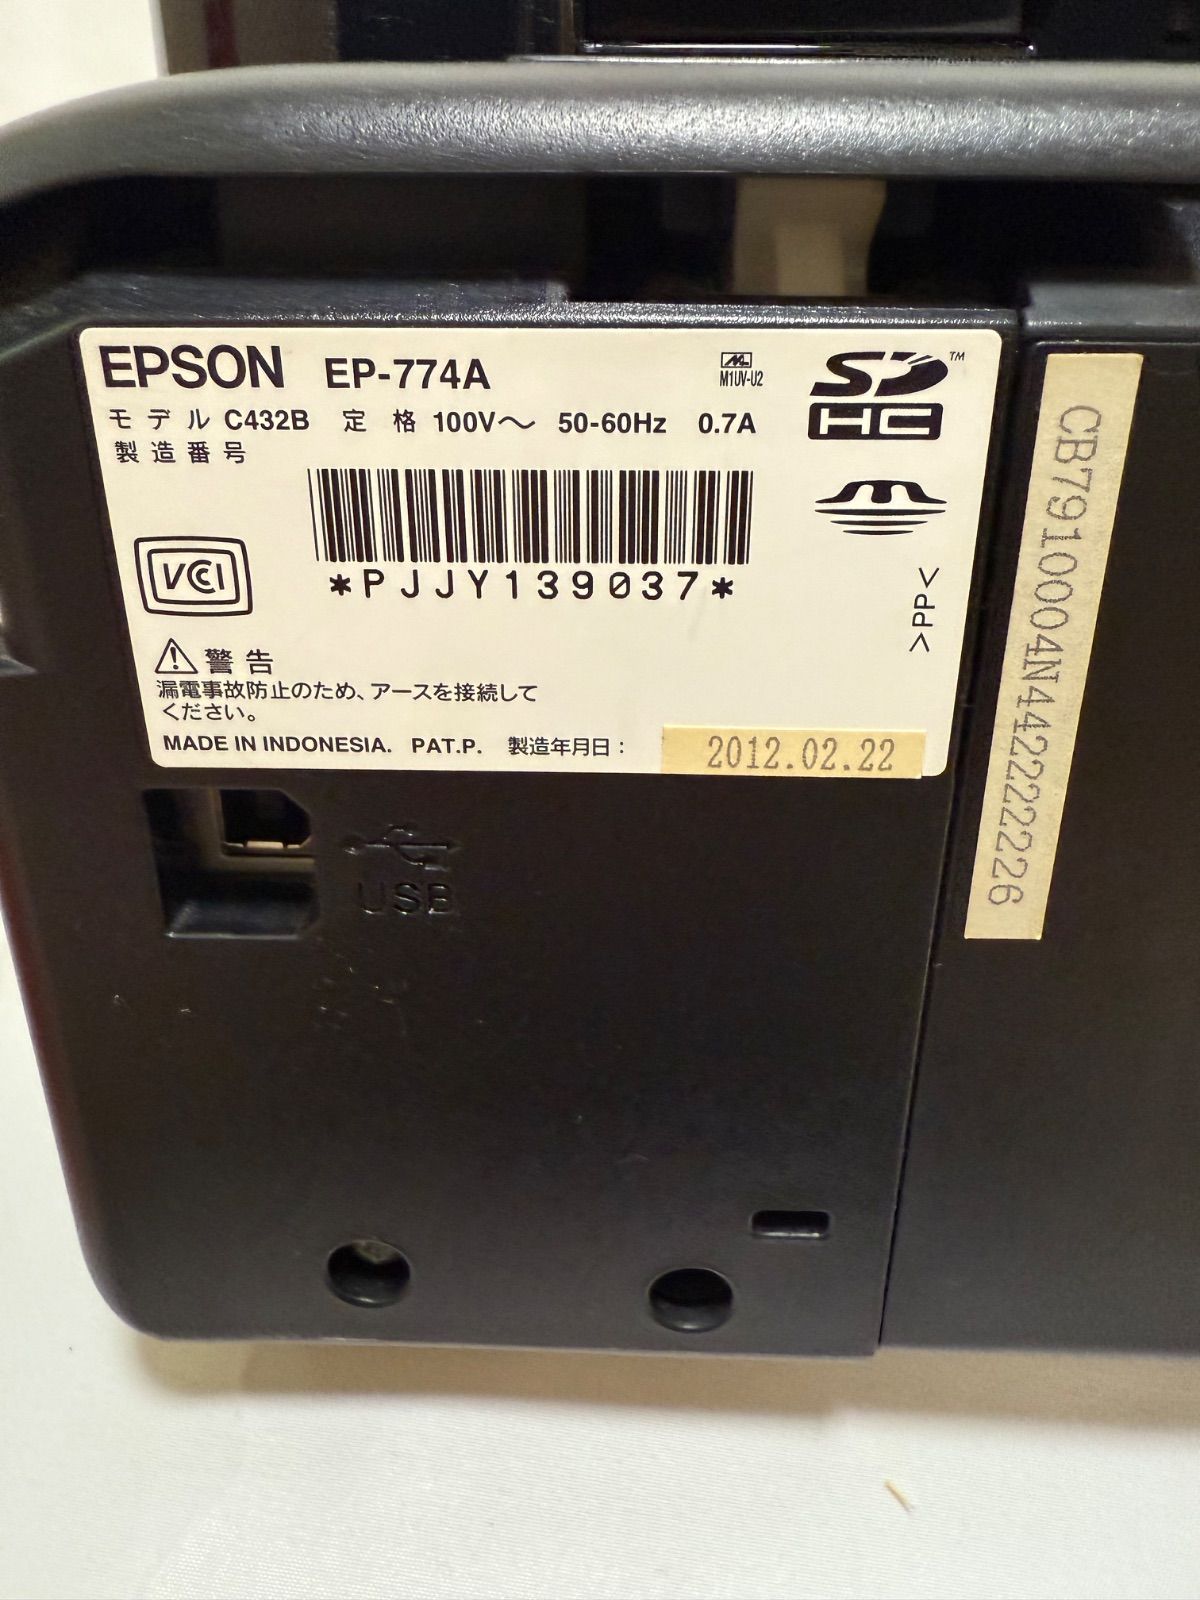 EPSON EP-774A
M1UV-U2
SD HC ™
モデル C432B 定格 100V～ 50-60Hz 0.7A
製造番号
*PJJY139037*
VCCI
>PP<
警告
漏電事故防止のため、アースを接続して
ください。
MADE IN INDONESIA. PAT.P. 製造年月日：
2012.02.22
CB7910004N442222226
USB